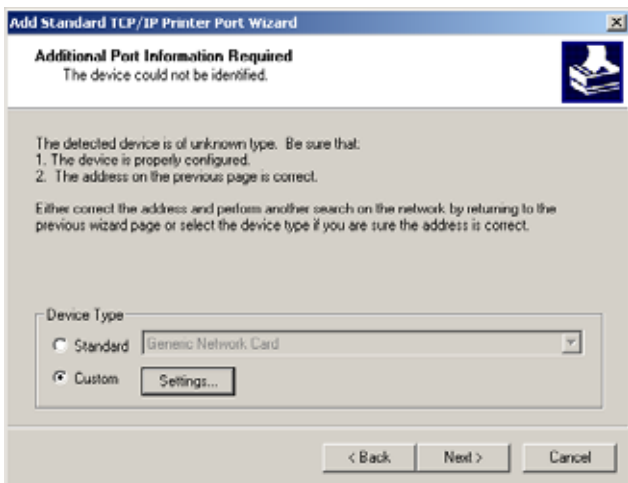 Add Standard TCP/IP Printer Port Wizard
Additional Port Information Required
The device could not be identified.
The detected device is of unknown type. Be sure that:
1. The device is properly configured.
2. The address on the previous page is correct.
Either correct the address and perform another search on the network by returning to the
previous wizard page or select the device type if you are sure the address is correct.
Device Type
Standard Generic Network Card
Custom Settings...
< Back Next > Cancel